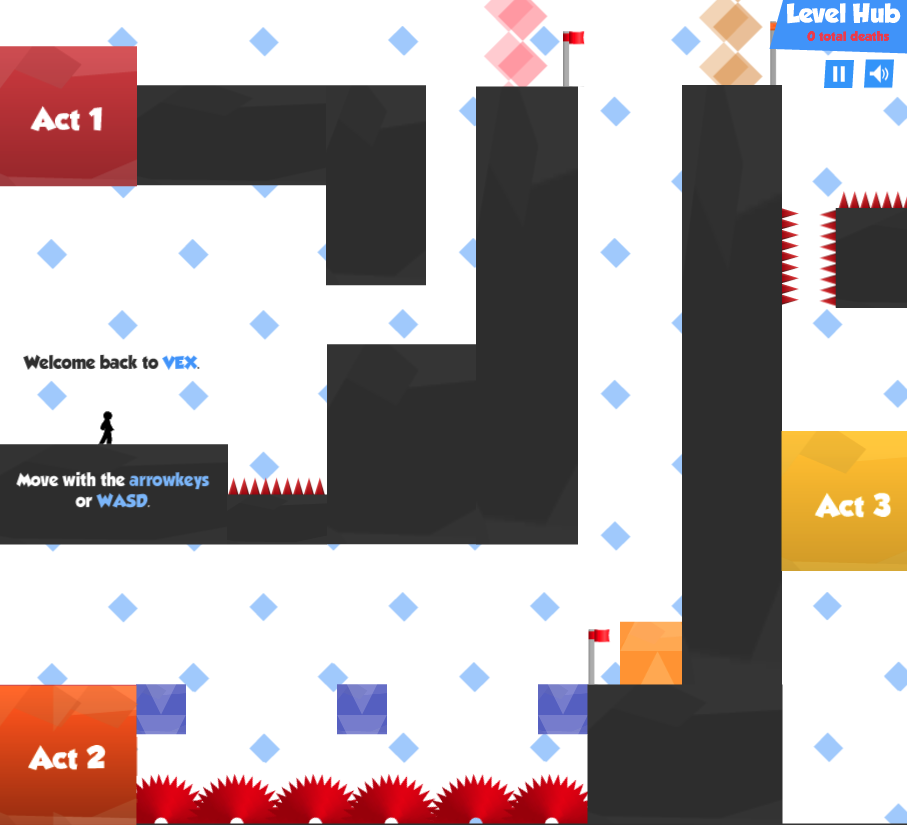 Level Hub
0 total deaths
Act 1
Welcome back to VEX.
Move with the arrowkeys
or WASD.
Act 3
Act 2